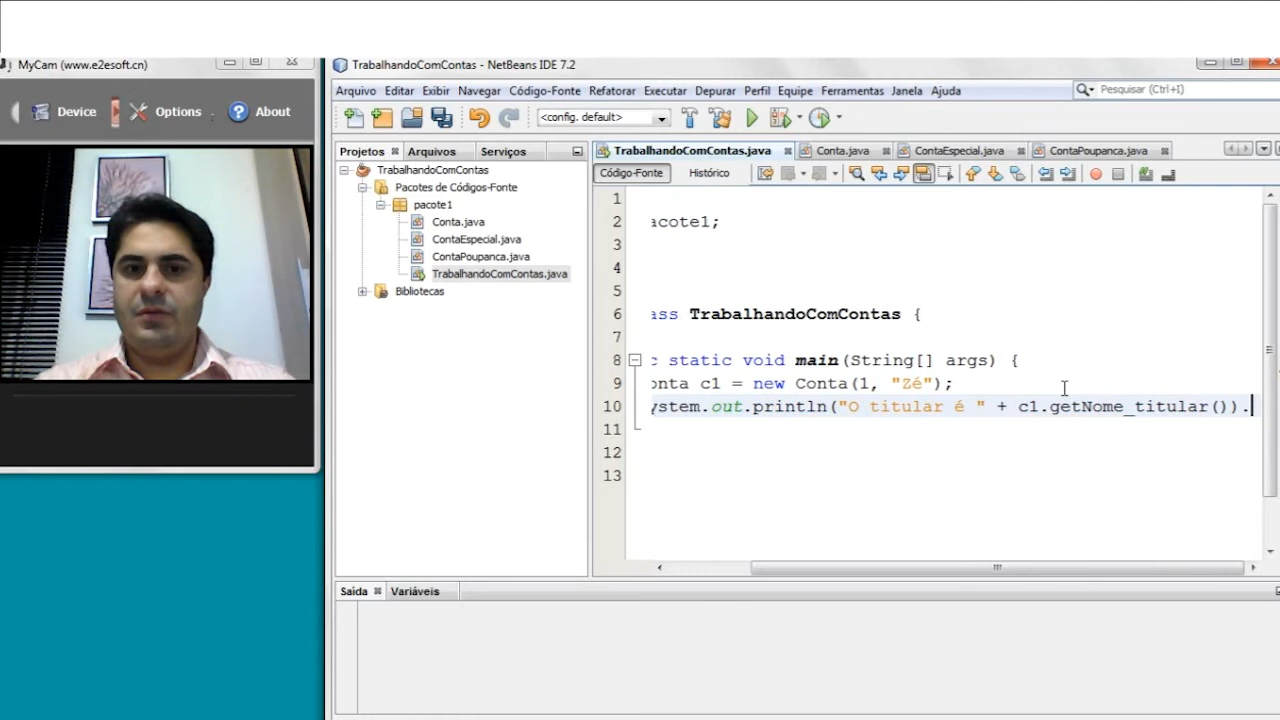 MyCam (www.e2esoft.cn)
Device
Options
About
TrabalhandoComContas - NetBeans IDE 7.2
Arquivo Editar Exibir Navegar Código-Fonte Refatorar Executar Depurar Perfil Equipe Ferramentas Janela Ajuda
Pesquisar (Ctrl+I)
<config. default>
Projetos Arquivos Serviços
TrabalhandoComContas
Pacotes de Códigos-Fonte
pacote1
Conta.java
ContaEspecial.java
ContaPoupanca.java
TrabalhandoComContas.java
Bibliotecas
TrabalhandoComContas.java Conta.java ContaEspecial.java ContaPoupanca.java
Código-Fonte Histórico
1
2 acote1;
3
4
5
6 ass TrabalhandoComContas {
7
8 c static void main(String[] args) {
9 onta c1 = new Conta(1, "Zé");
10 ystem.out.println("O titular é " + c1.getNome_titular()).
11
12
13
Saída Variáveis